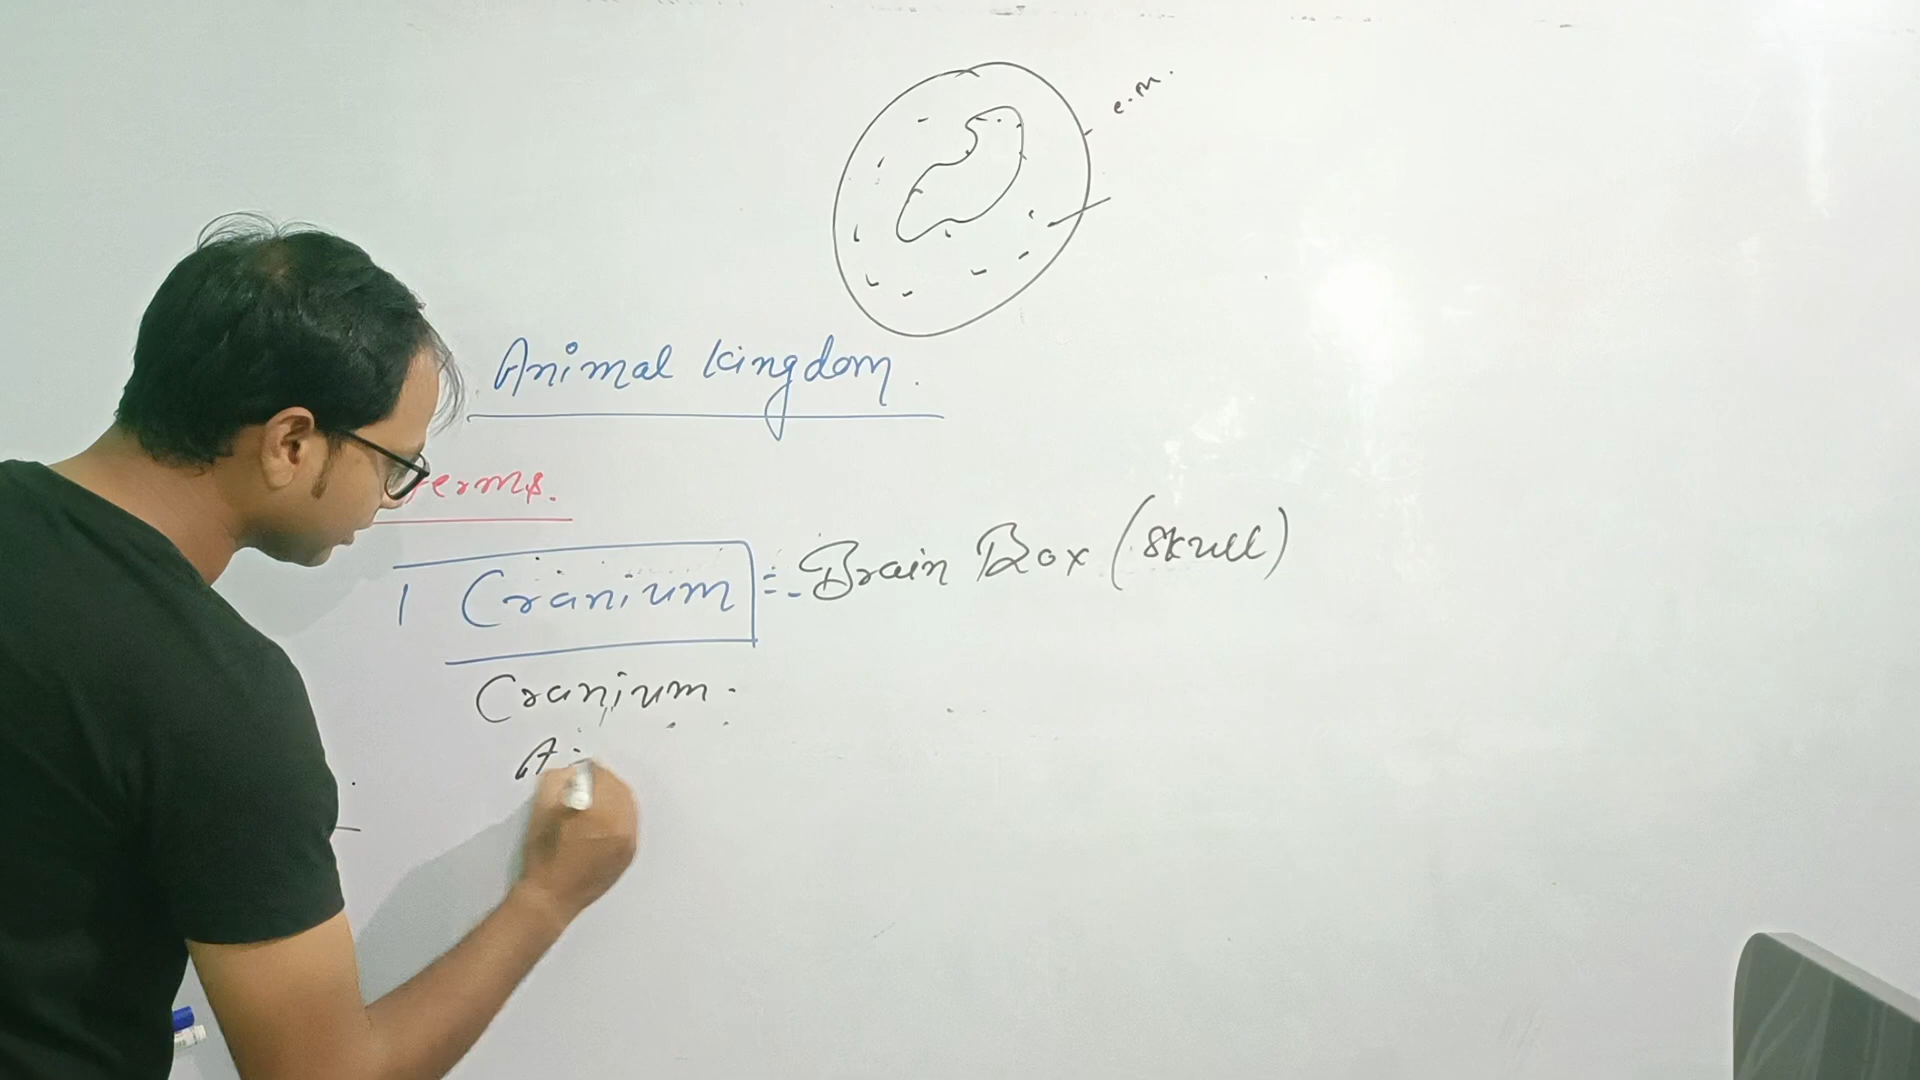 c.m.
Animal kingdom.
Terms.
1 Cranium = Brain Box (Skull)
Cranium.